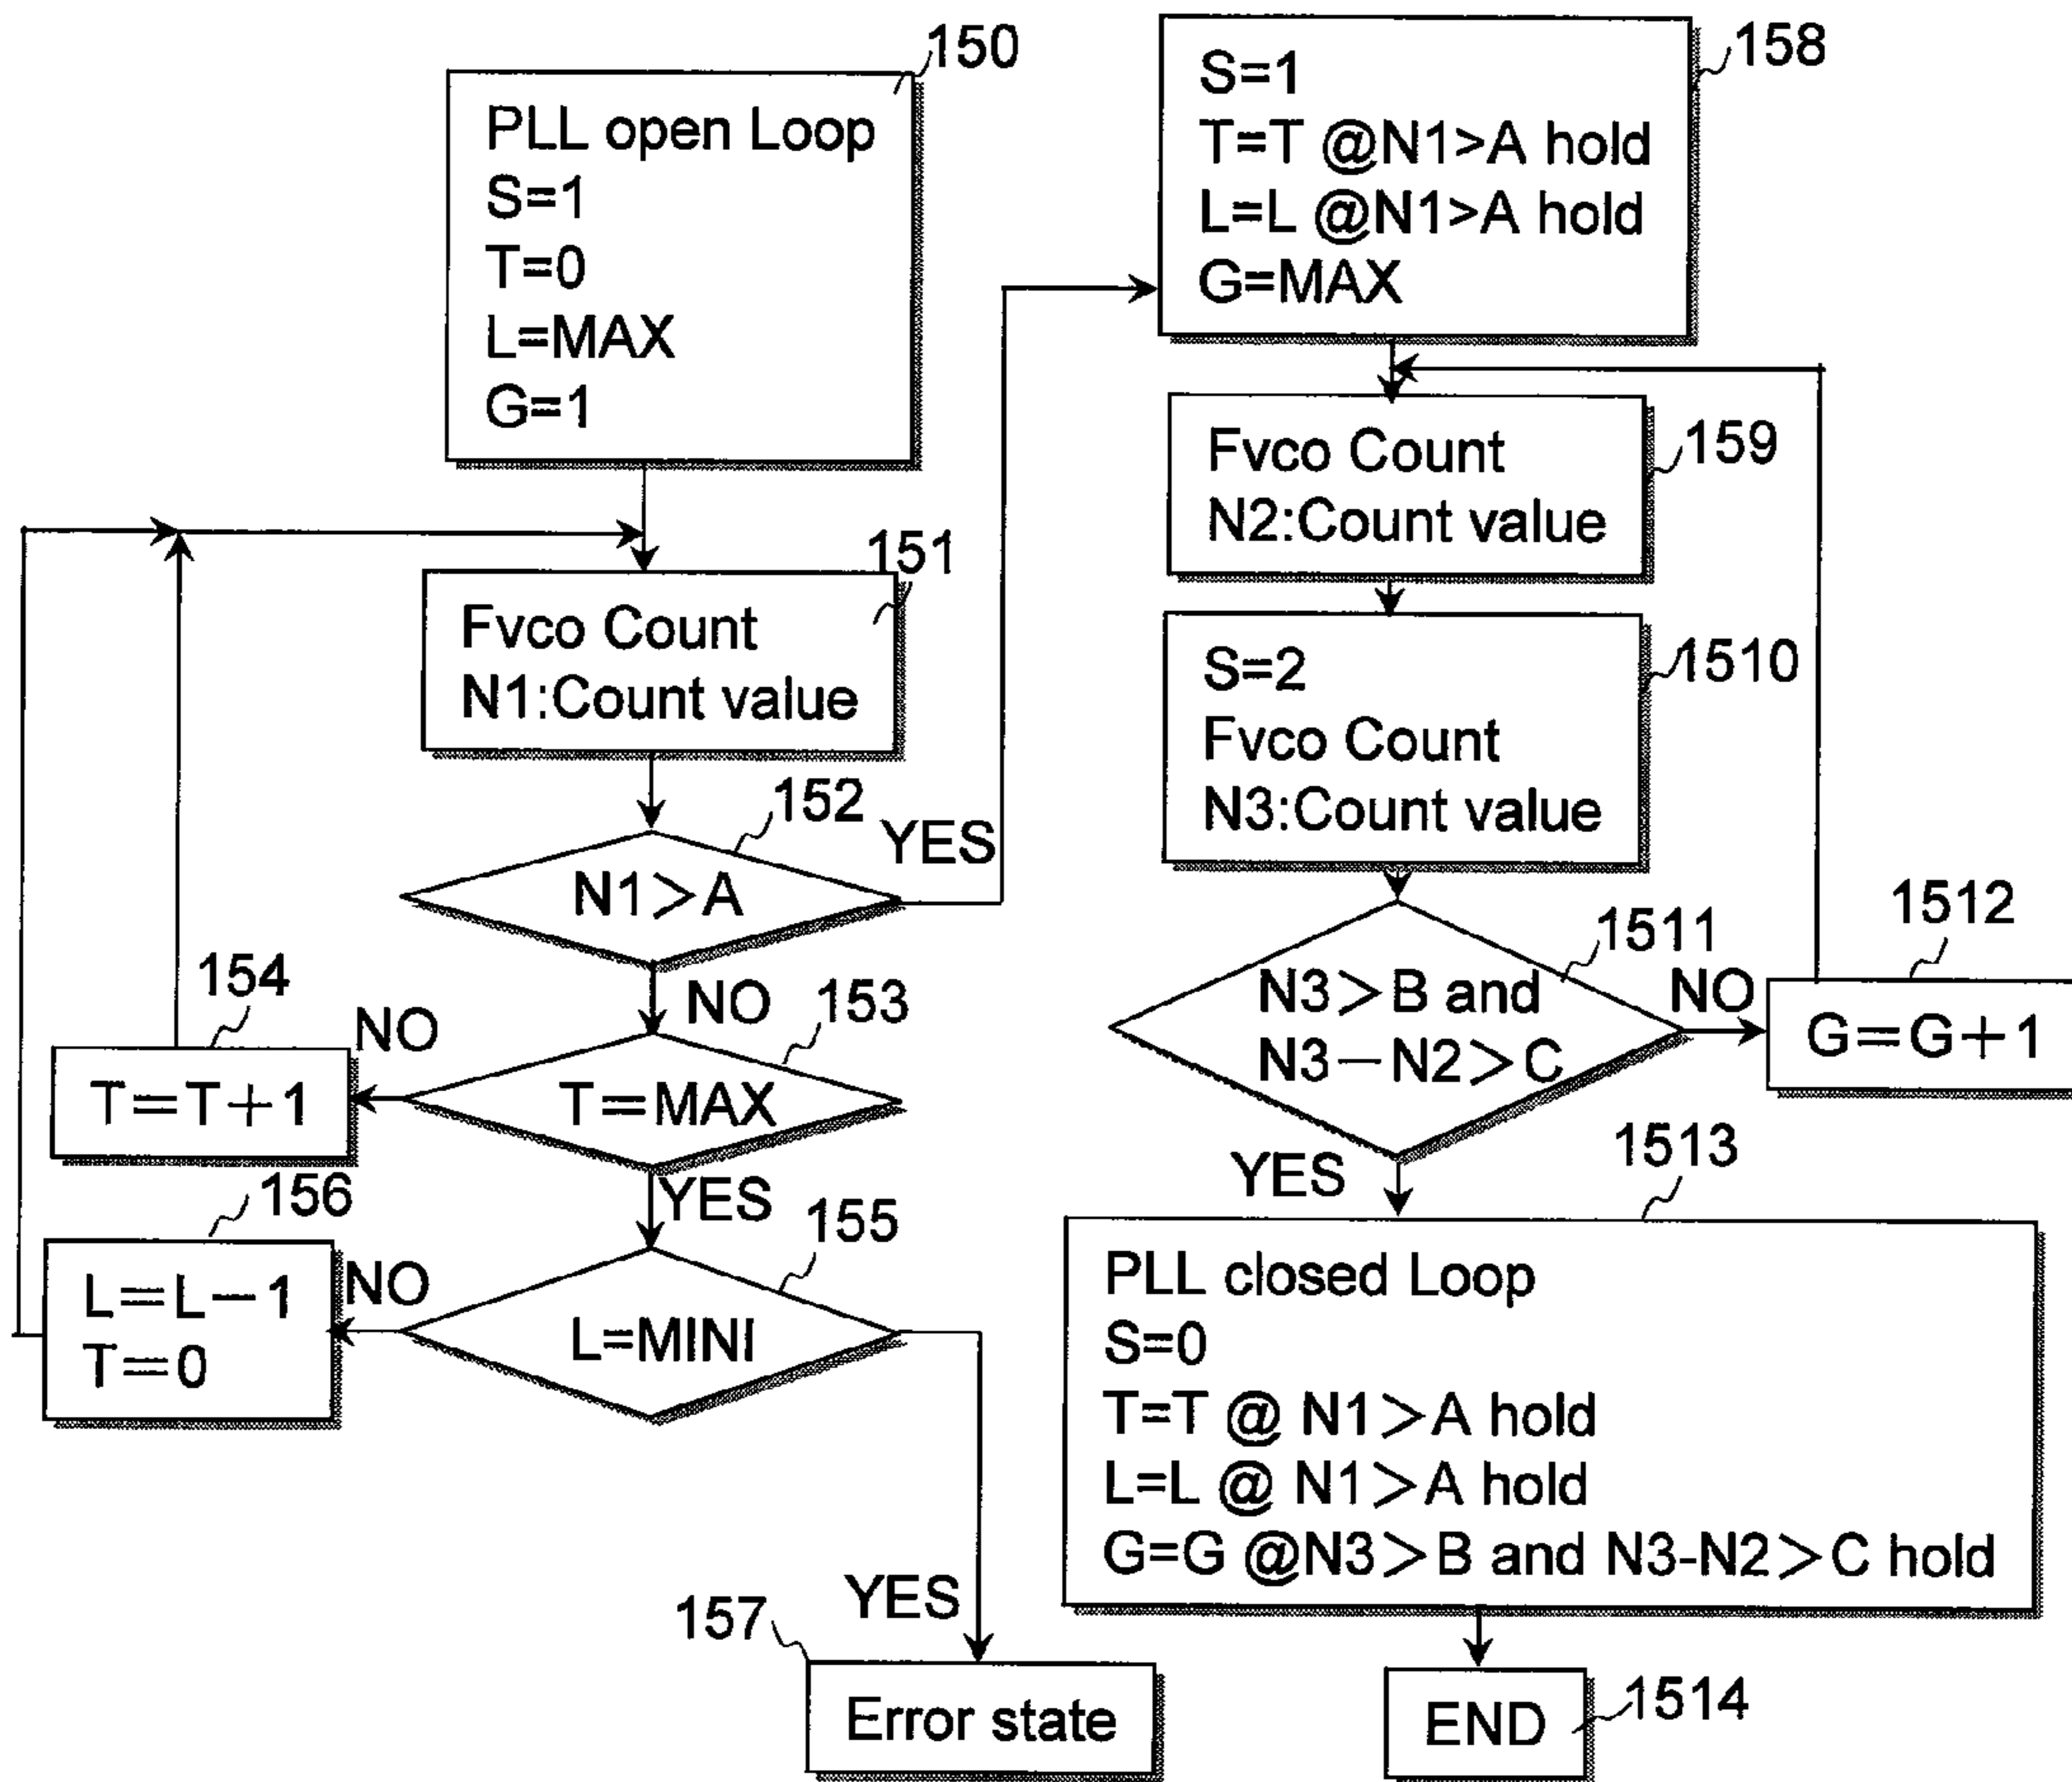 150
PLL open Loop
S=1
T=0
L=MAX
G=1
151
Fvco Count
N1:Count value
152
N1>A
YES
NO
153
T=MAX
NO
154
T=T+1
YES
155
L=MINI
NO
156
L=L-1
T=0
YES
157
Error state
158
S=1
T=T @N1>A hold
L=L @N1>A hold
G=MAX
159
Fvco Count
N2:Count value
1510
S=2
Fvco Count
N3:Count value
1511
N3>B and
N3-N2>C
NO
1512
G=G+1
YES
1513
PLL closed Loop
S=0
T=T @ N1>A hold
L=L @ N1>A hold
G=G @N3>B and N3-N2>C hold
END
1514